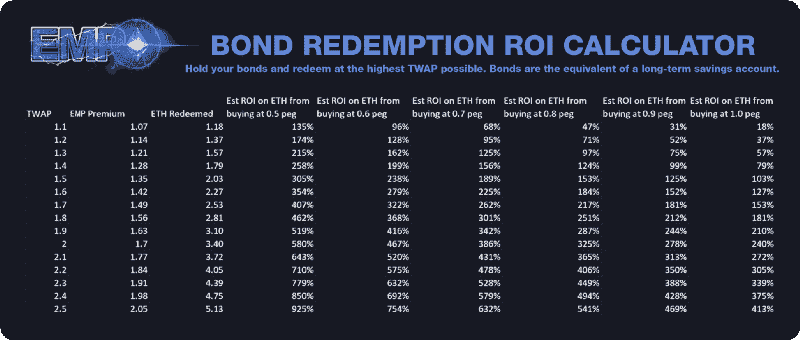 EMP
BOND REDEMPTION ROI CALCULATOR
Hold your bonds and redeem at the highest TWAP possible. Bonds are the equivalent of a long-term savings account.
TWAP EMP Premium ETH Redeemed Est ROI on ETH from buying at 0.5 peg Est ROI on ETH from buying at 0.6 peg Est ROI on ETH from buying at 0.7 peg Est ROI on ETH from buying at 0.8 peg Est ROI on ETH from buying at 0.9 peg Est ROI on ETH from buying at 1.0 peg
1.1 1.07 1.18 135% 96% 68% 47% 31% 18%
1.2 1.14 1.37 174% 128% 95% 71% 52% 37%
1.3 1.21 1.57 215% 162% 125% 97% 75% 57%
1.4 1.28 1.79 258% 199% 156% 124% 99% 79%
1.5 1.35 2.03 305% 238% 189% 153% 125% 103%
1.6 1.42 2.27 354% 279% 225% 184% 152% 127%
1.7 1.49 2.53 407% 322% 262% 217% 181% 153%
1.8 1.56 2.81 462% 368% 301% 251% 212% 181%
1.9 1.63 3.10 519% 416% 342% 287% 244% 210%
2 1.7 3.40 580% 467% 386% 325% 278% 240%
2.1 1.77 3.72 643% 520% 431% 365% 313% 272%
2.2 1.84 4.05 710% 575% 478% 406% 350% 305%
2.3 1.91 4.39 779% 632% 528% 449% 388% 339%
2.4 1.98 4.75 850% 692% 579% 494% 428% 375%
2.5 2.05 5.13 925% 754% 632% 541% 469% 413%